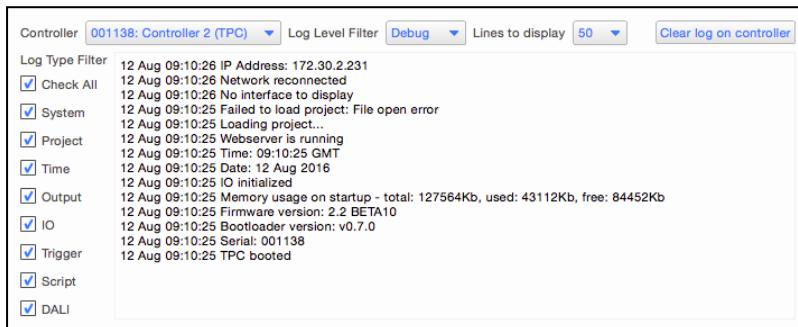 Controller 001138: Controller 2 (TPC) Log Level Filter Debug Lines to display 50 Clear log on controller
Log Type Filter
Check All
System
Project
Time
Output
IO
Trigger
Script
DALI
12 Aug 09:10:26 IP Address: 172.30.2.231
12 Aug 09:10:26 Network reconnected
12 Aug 09:10:26 No interface to display
12 Aug 09:10:25 Failed to load project: File open error
12 Aug 09:10:25 Loading project...
12 Aug 09:10:25 Webserver is running
12 Aug 09:10:25 Time: 09:10:25 GMT
12 Aug 09:10:25 Date: 12 Aug 2016
12 Aug 09:10:25 IO initialized
12 Aug 09:10:25 Memory usage on startup - total: 127564Kb, used: 43112Kb, free: 84452Kb
12 Aug 09:10:25 Firmware version: 2.2 BETA10
12 Aug 09:10:25 Bootloader version: v0.7.0
12 Aug 09:10:25 Serial: 001138
12 Aug 09:10:25 TPC booted